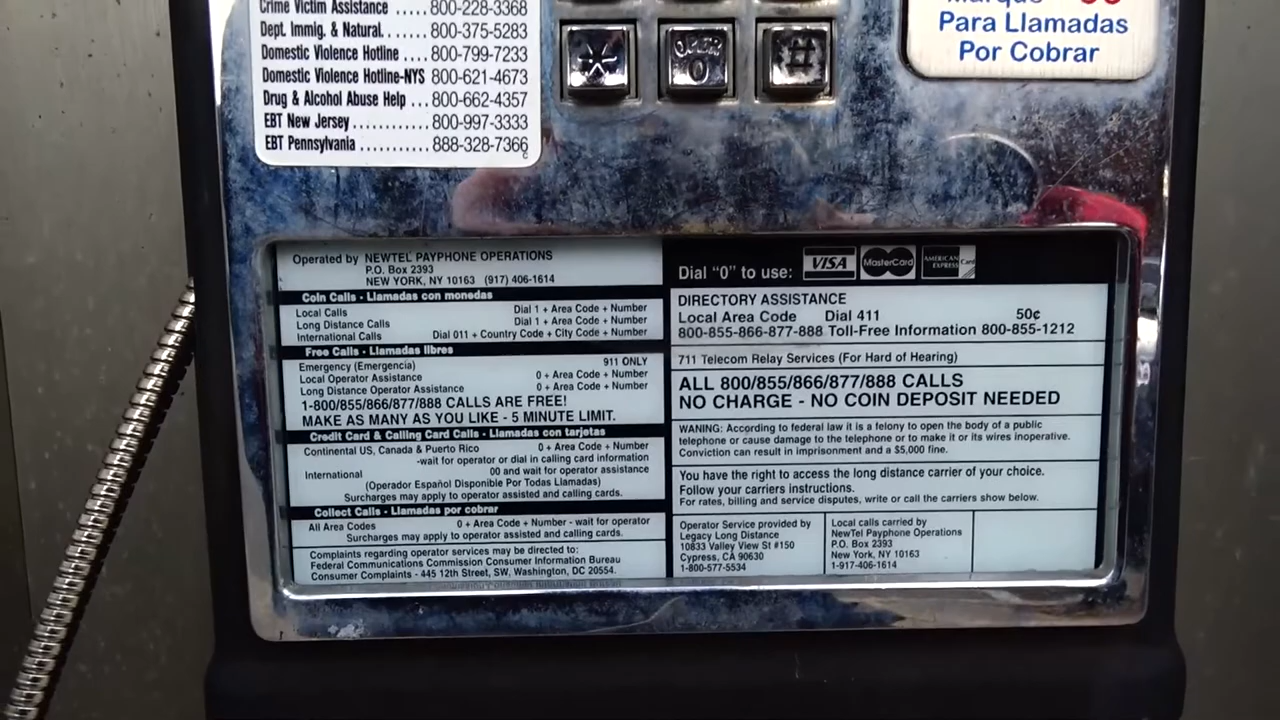 Crime Victim Assistance ..... 800-228-3368
Dept. Immig. & Natural. ...... 800-375-5283
Domestic Violence Hotline .... 800-799-7233
Domestic Violence Hotline-NYS 800-621-4673
Drug & Alcohol Abuse Help ... 800-662-4357
EBT New Jersey ........... 800-997-3333
EBT Pennsylvania .......... 888-328-7366
c
*
OPER
0
#
Marque
Para Llamadas
Por Cobrar
Operated by NEWTEL PAYPHONE OPERATIONS
P.O. Box 2393
NEW YORK, NY 10163 (917) 406-1614
Coin Calls - Llamadas con monedas
Local Calls Dial 1 + Area Code + Number
Long Distance Calls Dial 1 + Area Code + Number
International Calls Dial 011 + Country Code + City Code + Number
Free Calls - Llamadas libres
Emergency (Emergencia) 911 ONLY
Local Operator Assistance 0 + Area Code + Number
Long Distance Operator Assistance 0 + Area Code + Number
1-800/855/866/877/888 CALLS ARE FREE!
MAKE AS MANY AS YOU LIKE - 5 MINUTE LIMIT.
Credit Card & Calling Card Calls - Llamadas con tarjetas
Continental US, Canada & Puerto Rico 0 + Area Code + Number
-wait for operator or dial in calling card information
International 00 and wait for operator assistance
(Operador Español Disponible Por Todas Llamadas)
Surcharges may apply to operator assisted and calling cards.
Collect Calls - Llamadas por cobrar
All Area Codes 0 + Area Code + Number - wait for operator
Surcharges may apply to operator assisted and calling cards.
Complaints regarding operator services may be directed to:
Federal Communications Commission Consumer Information Bureau
Consumer Complaints - 445 12th Street, SW, Washington, DC 20554.
Dial "0" to use: VISA MasterCard AMERICAN EXPRESS Card
DIRECTORY ASSISTANCE
Local Area Code Dial 411 50¢
800-855-866-877-888 Toll-Free Information 800-855-1212
711 Telecom Relay Services (For Hard of Hearing)
ALL 800/855/866/877/888 CALLS
NO CHARGE - NO COIN DEPOSIT NEEDED
WANING: According to federal law it is a felony to open the body of a public
telephone or cause damage to the telephone or to make it or its wires inoperative.
Conviction can result in imprisonment and a $5,000 fine.
You have the right to access the long distance carrier of your choice.
Follow your carriers instructions.
For rates, billing and service disputes, write or call the carriers show below.
Operator Service provided by
Legacy Long Distance
10833 Valley View St #150
Cypress, CA 90630
1-800-577-5534
Local calls carried by
NewTel Payphone Operations
P.O. Box 2393
New York, NY 10163
1-917-406-1614